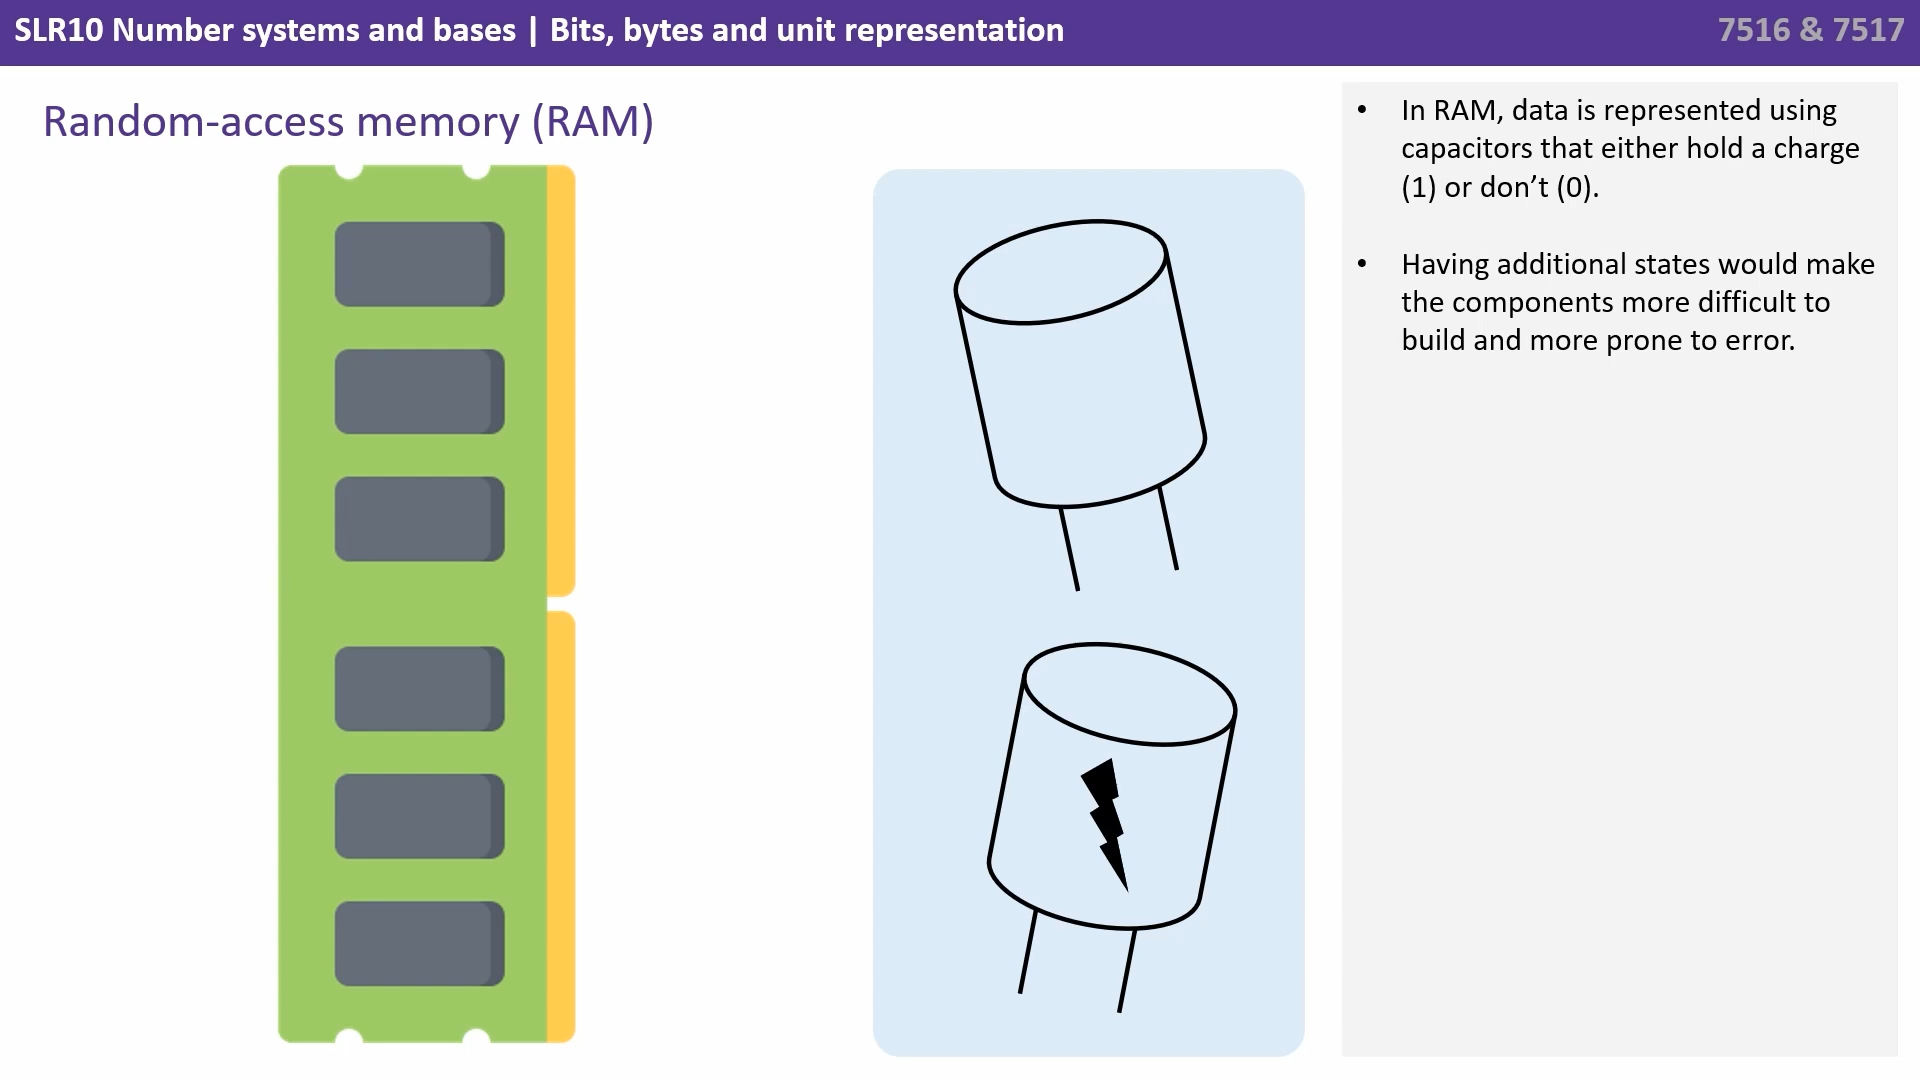 SLR10 Number systems and bases | Bits, bytes and unit representation
7516 & 7517
Random-access memory (RAM)
• In RAM, data is represented using
capacitors that either hold a charge
(1) or don’t (0).
• Having additional states would make
the components more difficult to
build and more prone to error.